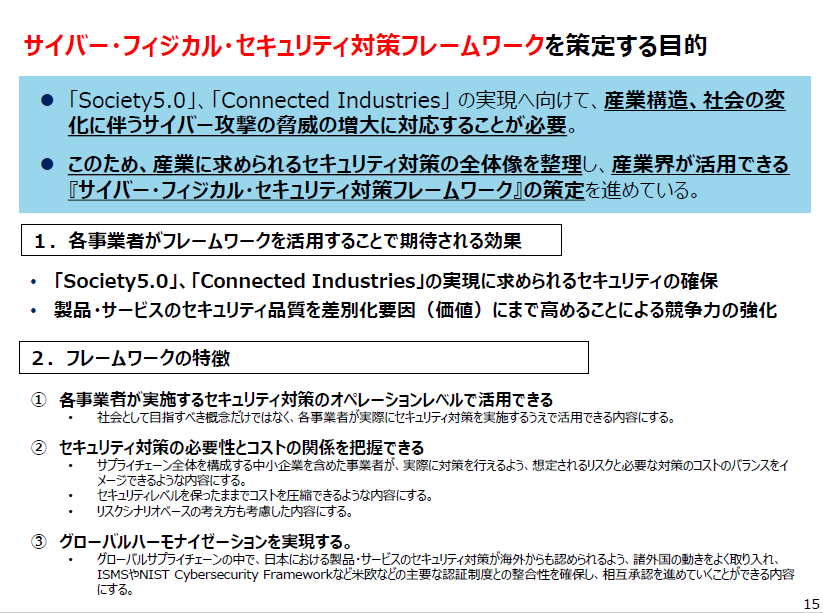 サイバー・フィジカル・セキュリティ対策フレームワークを策定する目的
● 「Society5.0」、「Connected Industries」 の実現へ向けて、産業構造、社会の変
化に伴うサイバー攻撃の脅威の増大に対応することが必要。
● このため、産業に求められるセキュリティ対策の全体像を整理し、産業界が活用できる
『サイバー・フィジカル・セキュリティ対策フレームワーク』の策定を進めている。
１．各事業者がフレームワークを活用することで期待される効果
• 「Society5.0」、「Connected Industries」の実現に求められるセキュリティの確保
• 製品・サービスのセキュリティ品質を差別化要因（価値）にまで高めることによる競争力の強化
２．フレームワークの特徴
① 各事業者が実施するセキュリティ対策のオペレーションレベルで活用できる
• 社会として目指すべき概念だけではなく、各事業者が実際にセキュリティ対策を実施するうえで活用できる内容にする。
② セキュリティ対策の必要性とコストの関係を把握できる
• サプライチェーン全体を構成する中小企業を含めた事業者が、実際に対策を行えるよう、想定されるリスクと必要な対策のコストのバランスをイ
メージできるような内容にする。
• セキュリティレベルを保ったままでコストを圧縮できるような内容にする。
• リスクシナリオベースの考え方も考慮した内容にする。
③ グローバルハーモナイゼーションを実現する。
• グローバルサプライチェーンの中で、日本における製品・サービスのセキュリティ対策が海外からも認められるよう、諸外国の動きをよく取り入れ、
ISMSやNIST Cybersecurity Frameworkなど米欧などの主要な認証制度との整合性を確保し、相互承認を進めていくことができる内容
にする。
15